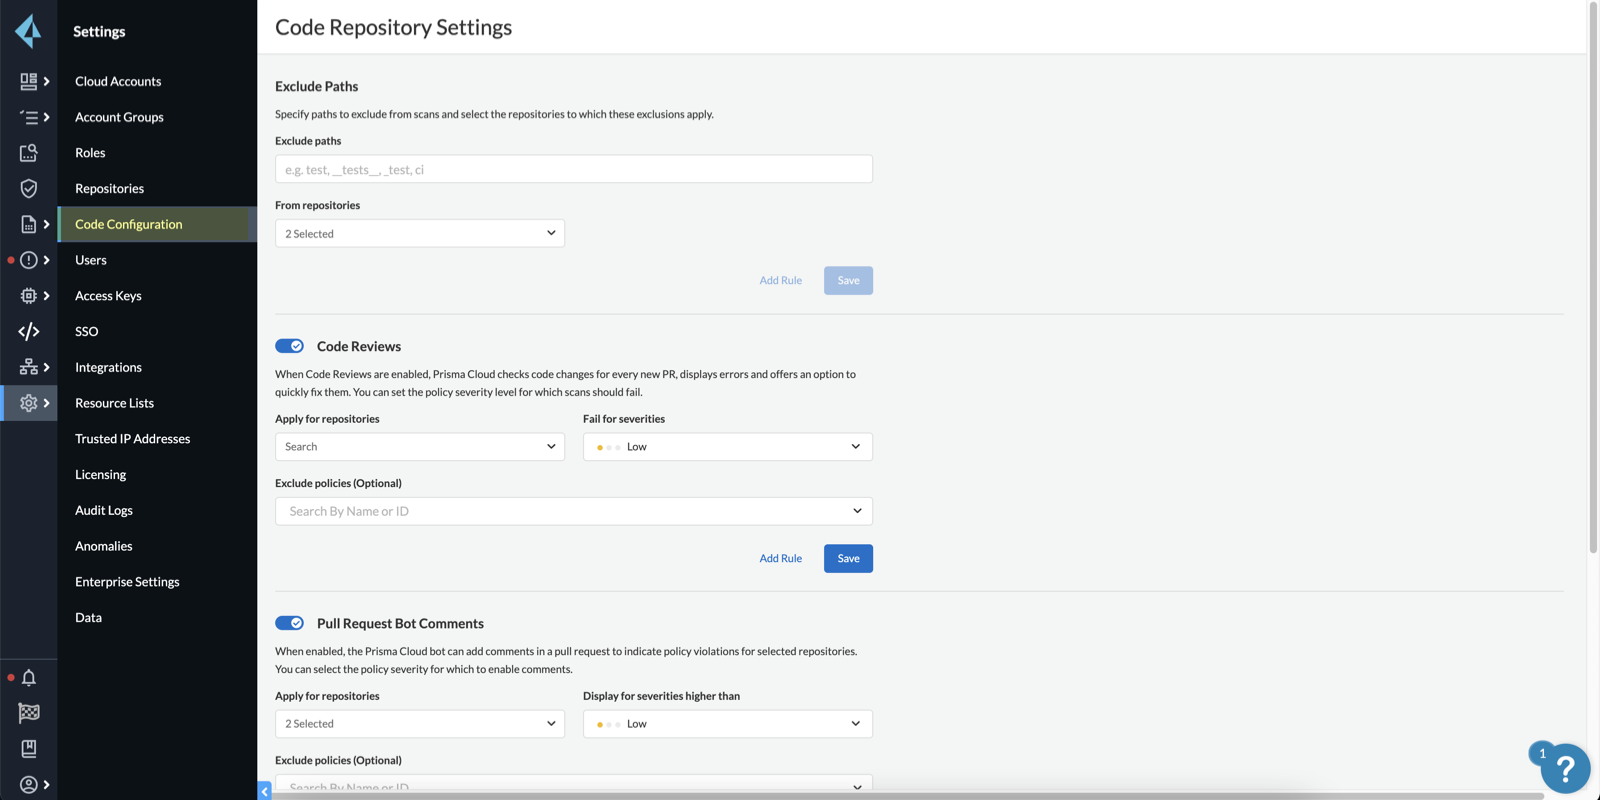 Settings
Cloud Accounts
Account Groups
Roles
Repositories
Code Configuration
Users
Access Keys
SSO
Integrations
Resource Lists
Trusted IP Addresses
Licensing
Audit Logs
Anomalies
Enterprise Settings
Data
Code Repository Settings
Exclude Paths
Specify paths to exclude from scans and select the repositories to which these exclusions apply.
Exclude paths
e.g. test, __tests__, _test, ci
From repositories
2 Selected
Add Rule Save
Code Reviews
When Code Reviews are enabled, Prisma Cloud checks code changes for every new PR, displays errors and offers an option to
quickly fix them. You can set the policy severity level for which scans should fail.
Apply for repositories Fail for severities
Search Low
Exclude policies (Optional)
Search By Name or ID
Add Rule Save
Pull Request Bot Comments
When enabled, the Prisma Cloud bot can add comments in a pull request to indicate policy violations for selected repositories.
You can select the policy severity for which to enable comments.
Apply for repositories Display for severities higher than
2 Selected Low
Exclude policies (Optional)
Search By Name or ID
1
?